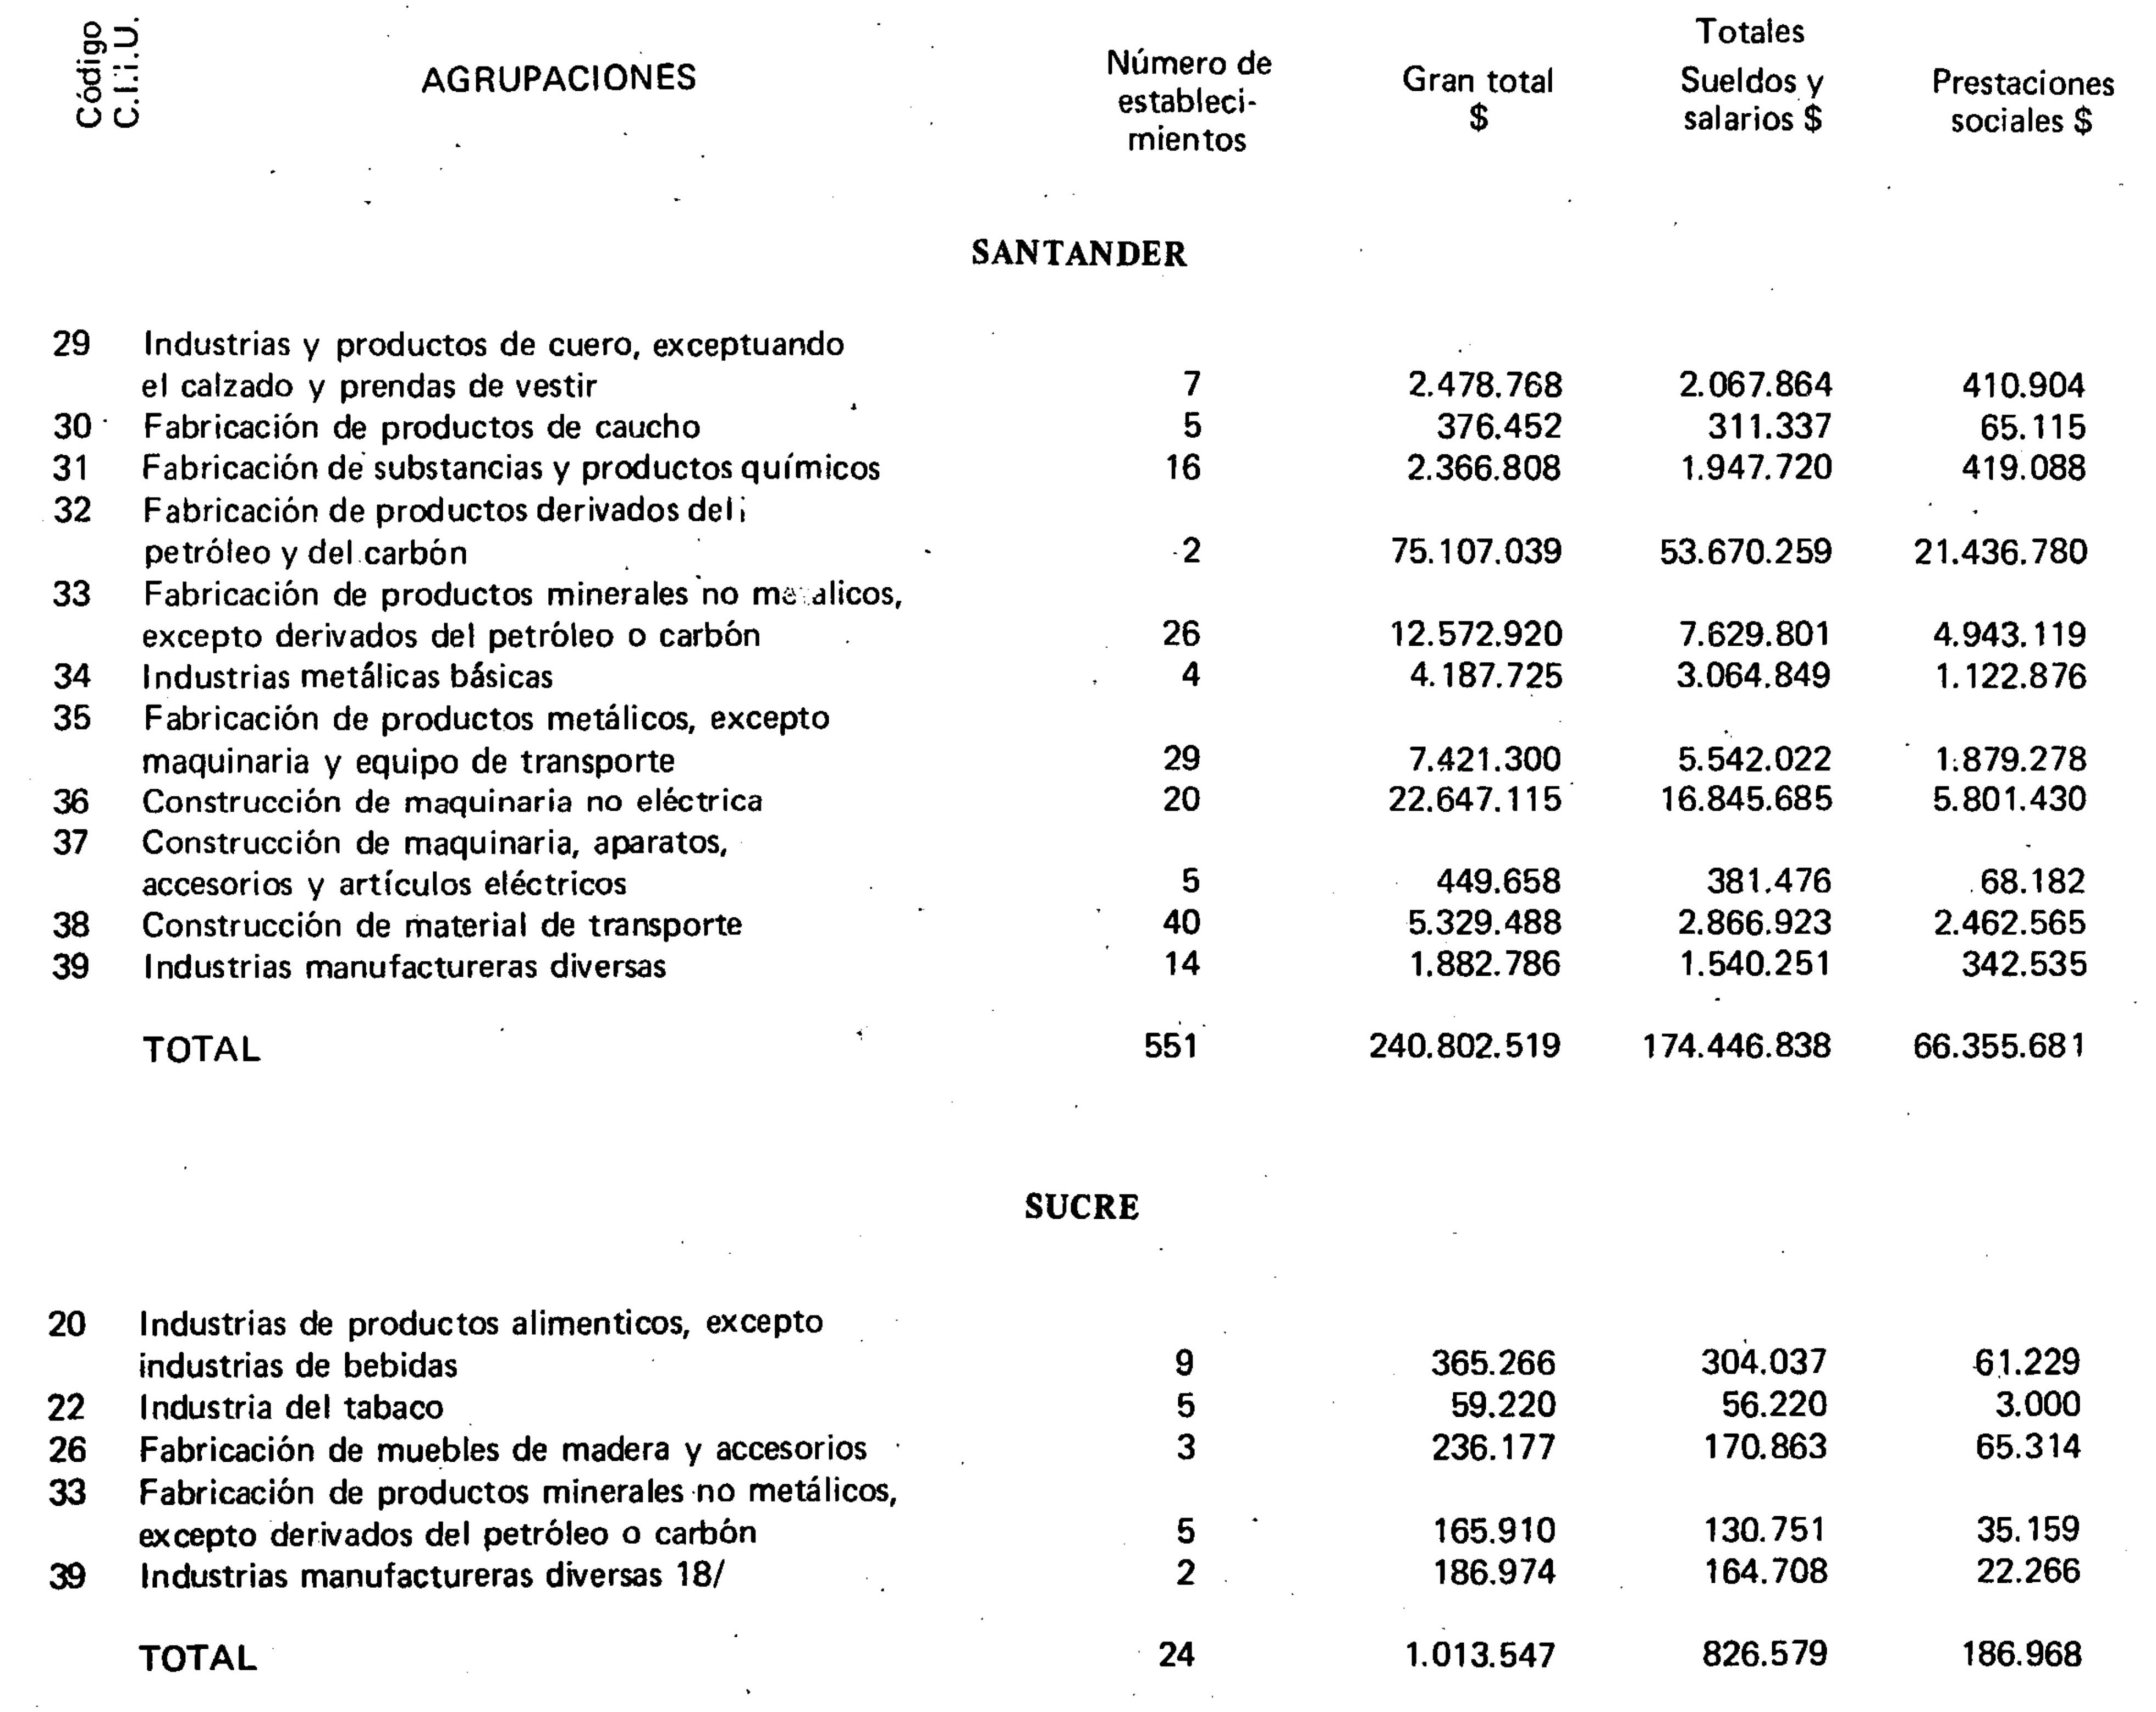 Código
C.I.I.U.
AGRUPACIONES
Número de
estableci-
mientos
Gran total
$
Totales
Sueldos y
salarios $
Prestaciones
sociales $
SANTANDER
29 Industrias y productos de cuero, exceptuando
el calzado y prendas de vestir 7 2.478.768 2.067.864 410.904
30 Fabricación de productos de caucho 5 376.452 311.337 65.115
31 Fabricación de substancias y productos químicos 16 2.366.808 1.947.720 419.088
32 Fabricación de productos derivados del
petróleo y del carbón 2 75.107.039 53.670.259 21.436.780
33 Fabricación de productos minerales no
excepto derivados del petróleo o carbón 26 12.572.920 7.629.801 4.943.119
34 Industrias metálicas básicas 4 4.187.725 3.064.849 1.122.876
35 Fabricación de productos metálicos, excepto
maquinaria y equipo de transporte 29 7.421.300 5.542.022 1.879.278
36 Construcción de maquinaria no eléctrica 20 22.647.115 16.845.685 5.801.430
37 Construcción de maquinaria, aparatos,
accesorios y artículos eléctricos 5 449.658 381.476 68.182
38 Construcción de material de transporte 40 5.329.488 2.866.923 2.462.565
39 Industrias manufactureras diversas 14 1.882.786 1.540.251 342.535
TOTAL 551 240.802.519 174.446.838 66.355.681
SUCRE
20 Industrias de productos alimenticos, excepto
industrias de bebidas 9 365.266 304.037 61.229
22 Industria del tabaco 5 59.220 56.220 3.000
26 Fabricación de muebles de madera y accesorios 3 236.177 170.863 65.314
33 Fabricación de productos minerales no metálicos,
excepto derivados del petróleo o carbón 5 165.910 130.751 35.159
39 Industrias manufactureras diversas 18/ 2 186.974 164.708 22.266
TOTAL 24 1.013.547 826.579 186.968